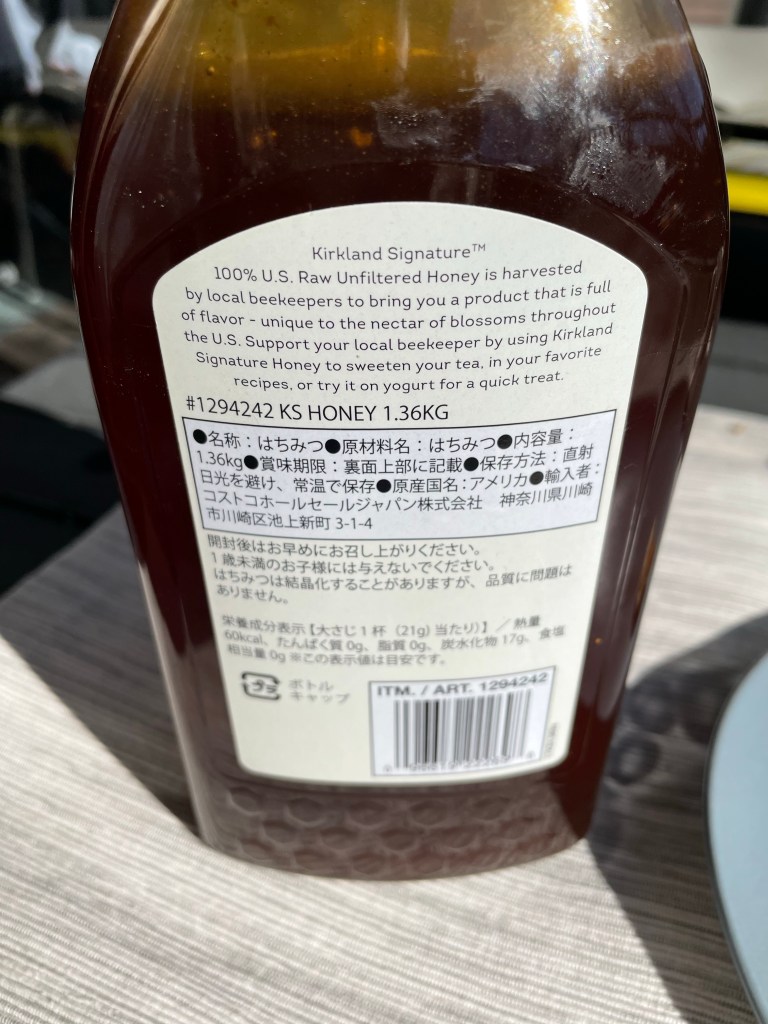 Kirkland Signature™
100% U.S. Raw Unfiltered Honey is harvested
by local beekeepers to bring you a product that is full
of flavor - unique to the nectar of blossoms throughout
the U.S. Support your local beekeeper by using Kirkland
Signature Honey to sweeten your tea, in your favorite
recipes, or try it on yogurt for a quick treat.
#1294242 KS HONEY 1.36KG
●名称：はちみつ●原材料名：はちみつ●内容量：
1.36kg●賞味期限：裏面上部に記載●保存方法：直射
日光を避け、常温で保存●原産国名：アメリカ●輸入者：
コストコホールセールジャパン株式会社 神奈川県川崎
市川崎区池上新町 3-1-4
開封後はお早めにお召し上がりください。
1歳未満のお子様には与えないでください。
はちみつは結晶化することがありますが、品質に問題は
ありません。
栄養成分表示【大さじ1杯（21g）当たり)】／熱量
60kcal、たんぱく質 0g、脂質 0g、炭水化物 17g、食塩
相当量 0g ※この表示値は目安です。
プラ
ボトル
キャップ
ITM. / ART. 1294242